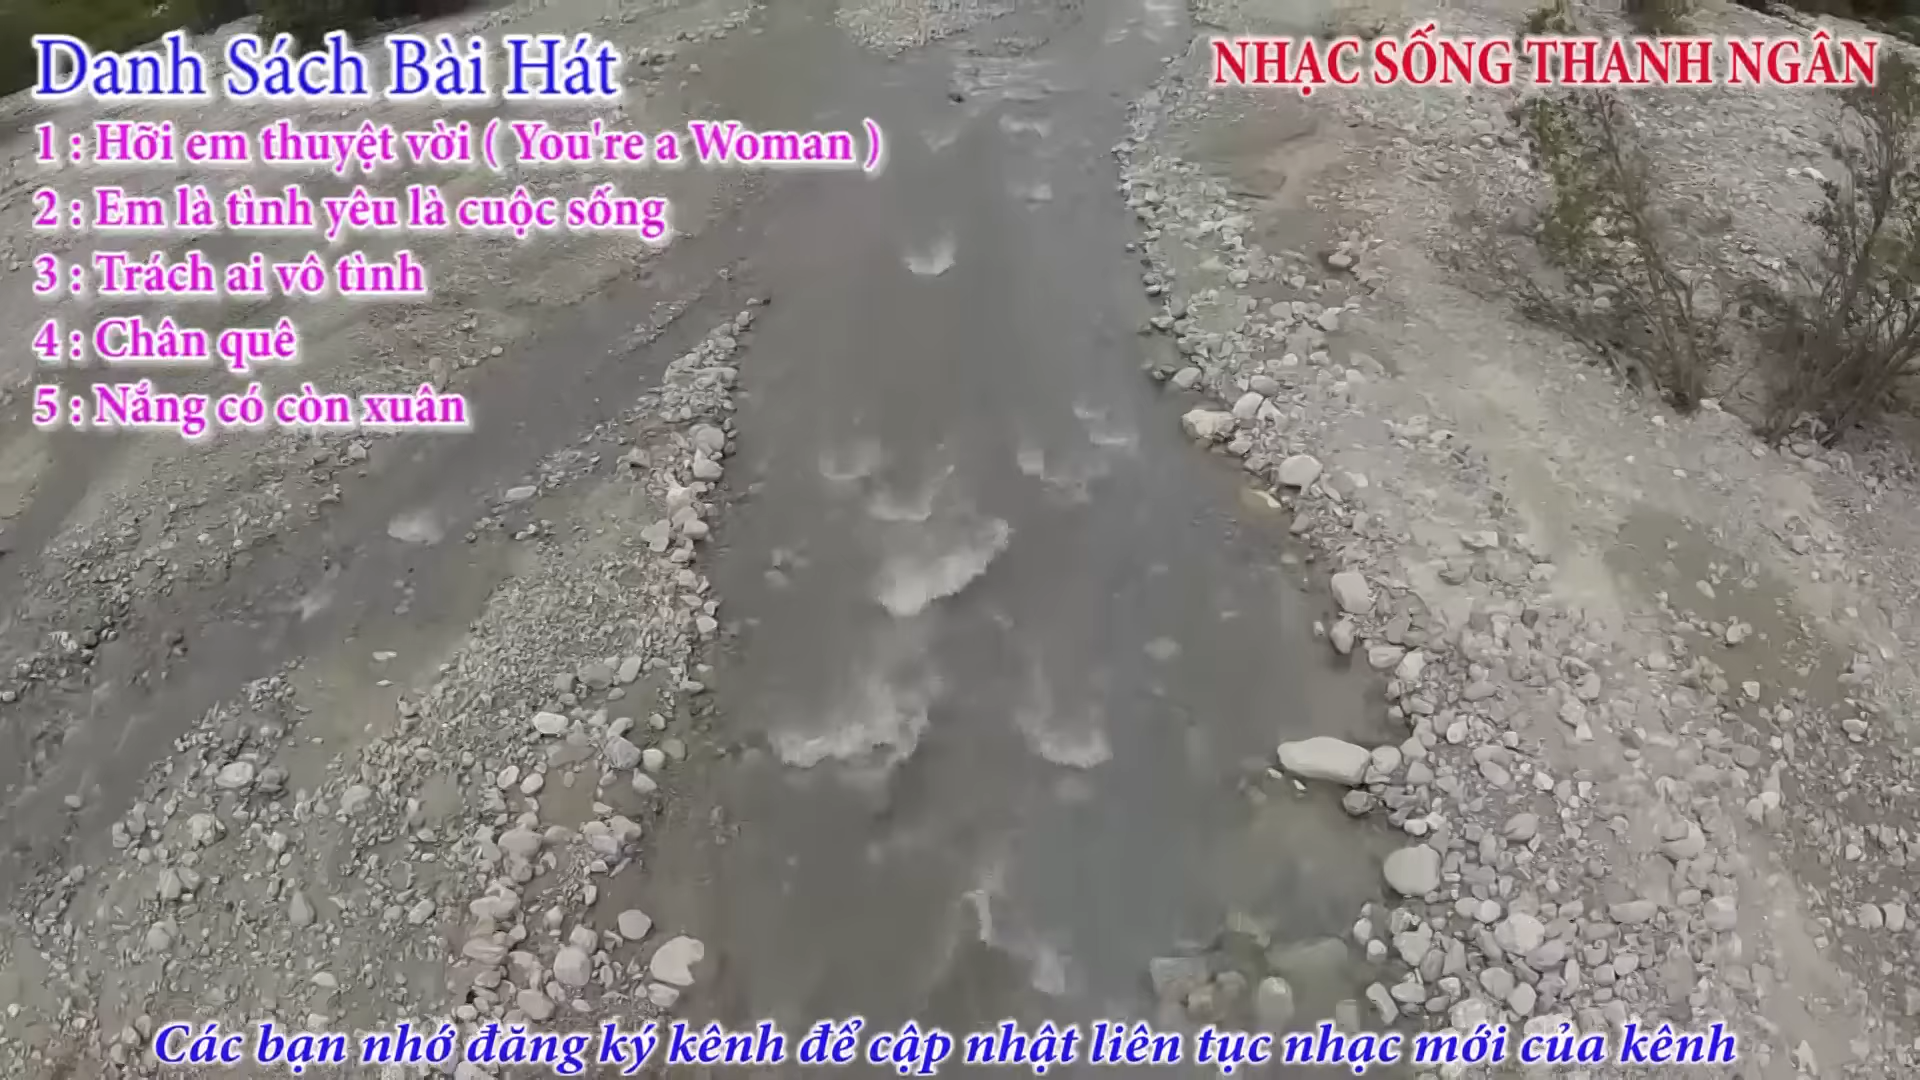 Danh Sách Bài Hát
NHẠC SỐNG THANH NGÂN
1 : Hỡi em thuyệt vời ( You're a Woman )
2 : Em là tình yêu là cuộc sống
3 : Trách ai vô tình
4 : Chân quê
5 : Nắng có còn xuân
Các bạn nhớ đăng ký kênh để cập nhật liên tục nhạc mới của kênh